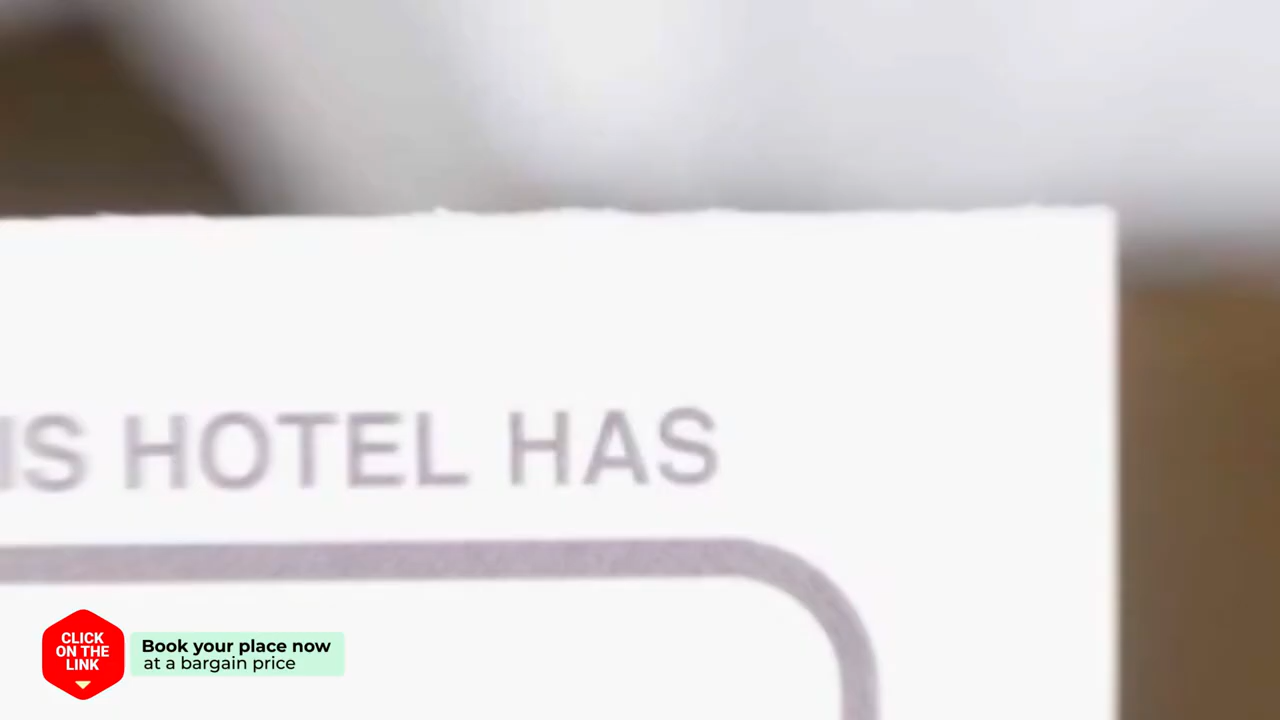 IS HOTEL HAS
CLICK
ON THE
LINK
Book your place now
at a bargain price